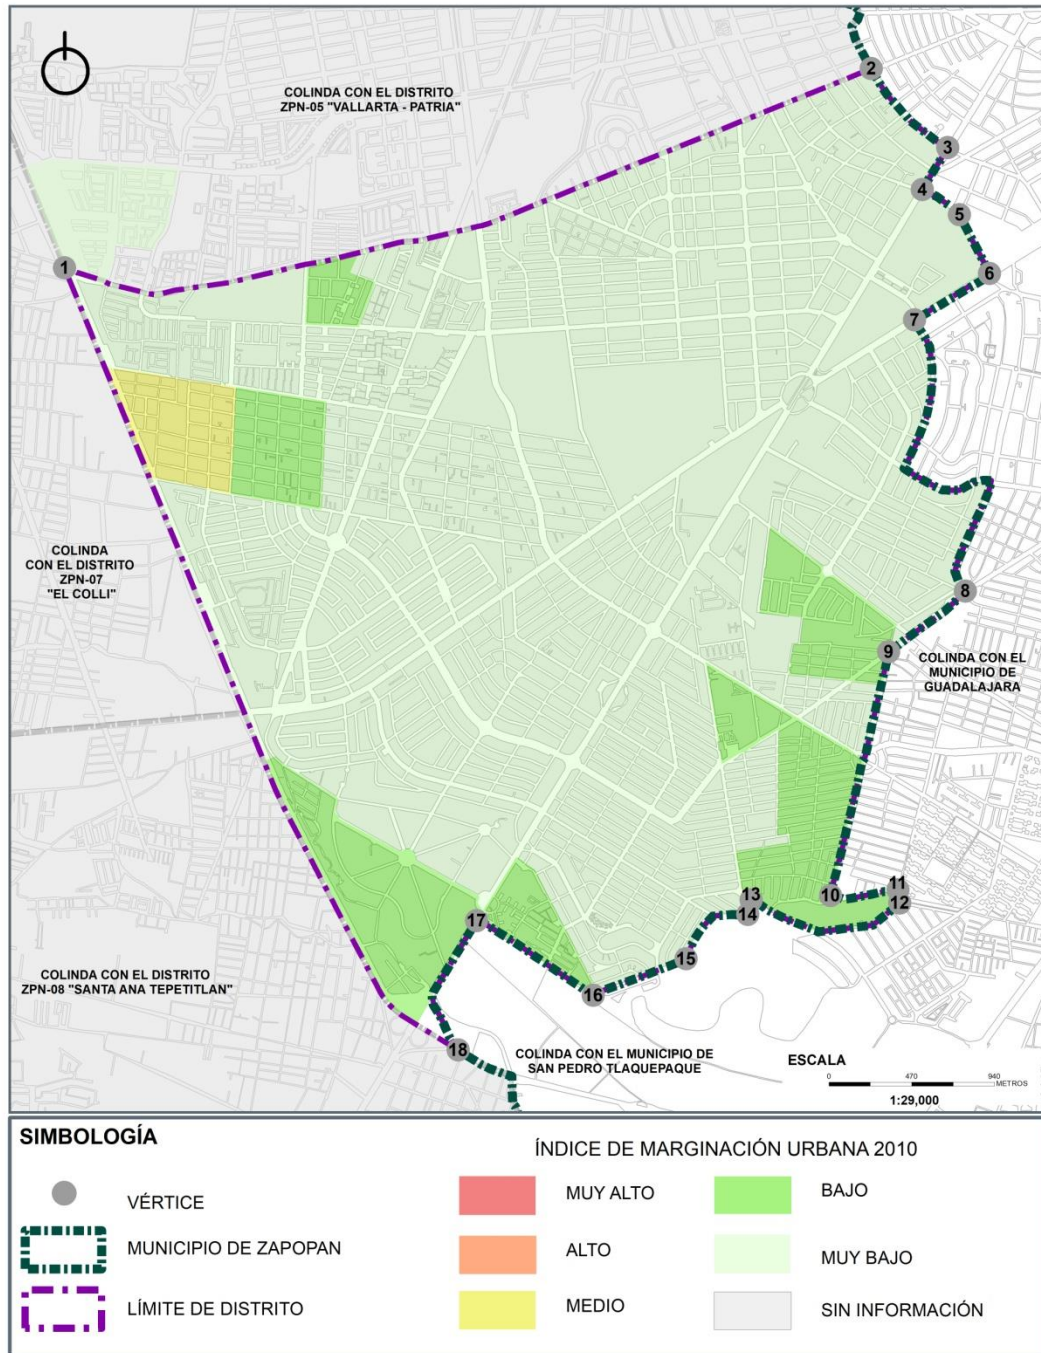 COLINDA CON EL DISTRITO
ZPN-05 "VALLARTA - PATRIA"
2
3
4
5
1
6
7
COLINDA
CON EL DISTRITO
ZPN-07
"EL COLLI"
8
9
COLINDA CON EL
MUNICIPIO DE
GUADALAJARA
10
11
12
13
14
17
15
16
COLINDA CON EL DISTRITO
ZPN-08 "SANTA ANA TEPETITLAN"
18
COLINDA CON EL MUNICIPIO DE
SAN PEDRO TLAQUEPAQUE
ESCALA
0 470 940
METROS
1:29,000
SIMBOLOGÍA
VÉRTICE
MUNICIPIO DE ZAPOPAN
LÍMITE DE DISTRITO
ÍNDICE DE MARGINACIÓN URBANA 2010
MUY ALTO
ALTO
MEDIO
BAJO
MUY BAJO
SIN INFORMACIÓN